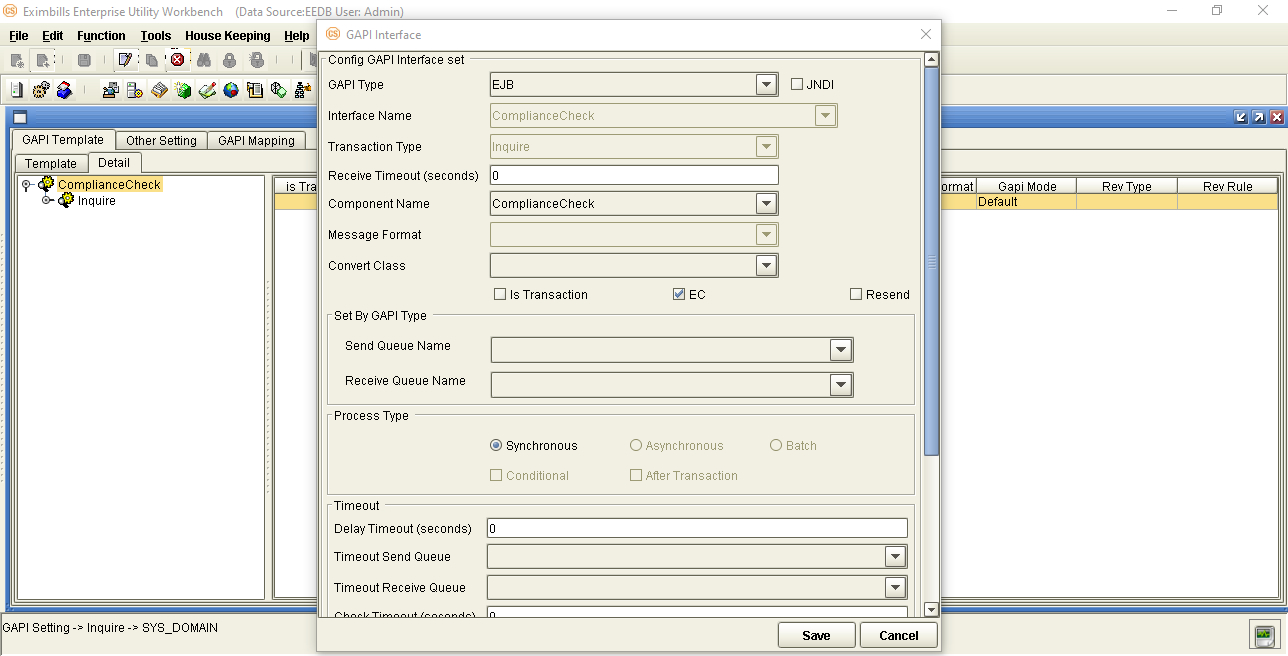 Eximbills Enterprise Utility Workbench (Data Source:EEDB User: Admin)
File Edit Function Tools House Keeping Help
GAPI Interface
GAPI Template Other Setting GAPI Mapping
Template Detail
ComplianceCheck
Inquire
is Tra
ormat Gapi Mode Rev Type Rev Rule
Default
Config GAPI Interface set
GAPI Type EJB JNDI
Interface Name ComplianceCheck
Transaction Type Inquire
Receive Timeout (seconds) 0
Component Name ComplianceCheck
Message Format
Convert Class
Is Transaction EC Resend
Set By GAPI Type
Send Queue Name
Receive Queue Name
Process Type
Synchronous Asynchronous Batch
Conditional After Transaction
Timeout
Delay Timeout (seconds) 0
Timeout Send Queue
Timeout Receive Queue
Check Timeout (seconds) 0
Save Cancel
GAPI Setting -> Inquire -> SYS_DOMAIN